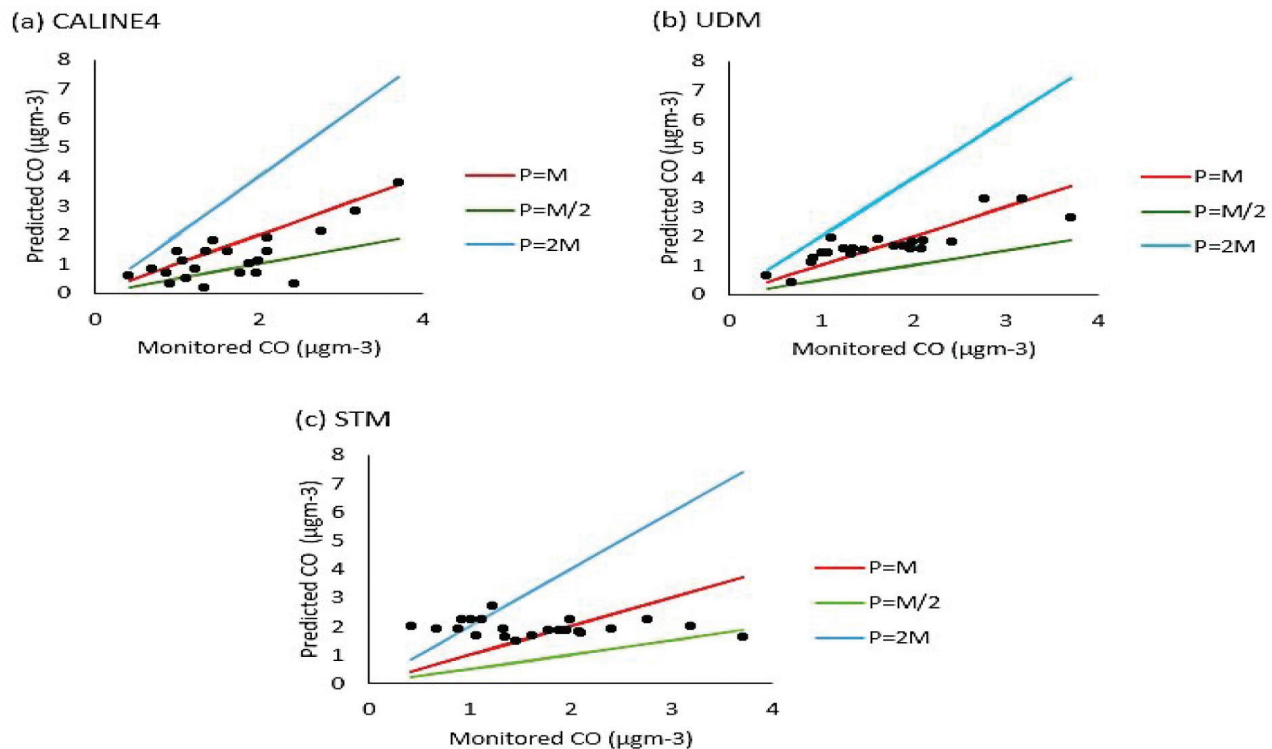 (a) CALINE4
Predicted CO (µgm-3)
8
7
6
5
4
3
2
1
0
0
2
4
Monitored CO (µgm-3)
P=M
P=M/2
P=2M
(b) UDM
Predicted CO (µgm-3)
8
7
6
5
4
3
2
1
0
0
1
2
3
4
Monitored CO (µgm-3)
P=M
P=M/2
P=2M
(c) STM
Predicted CO (µgm-3)
8
7
6
5
4
3
2
1
0
0
1
2
3
4
Monitored CO (µgm-3)
P=M
P=M/2
P=2M